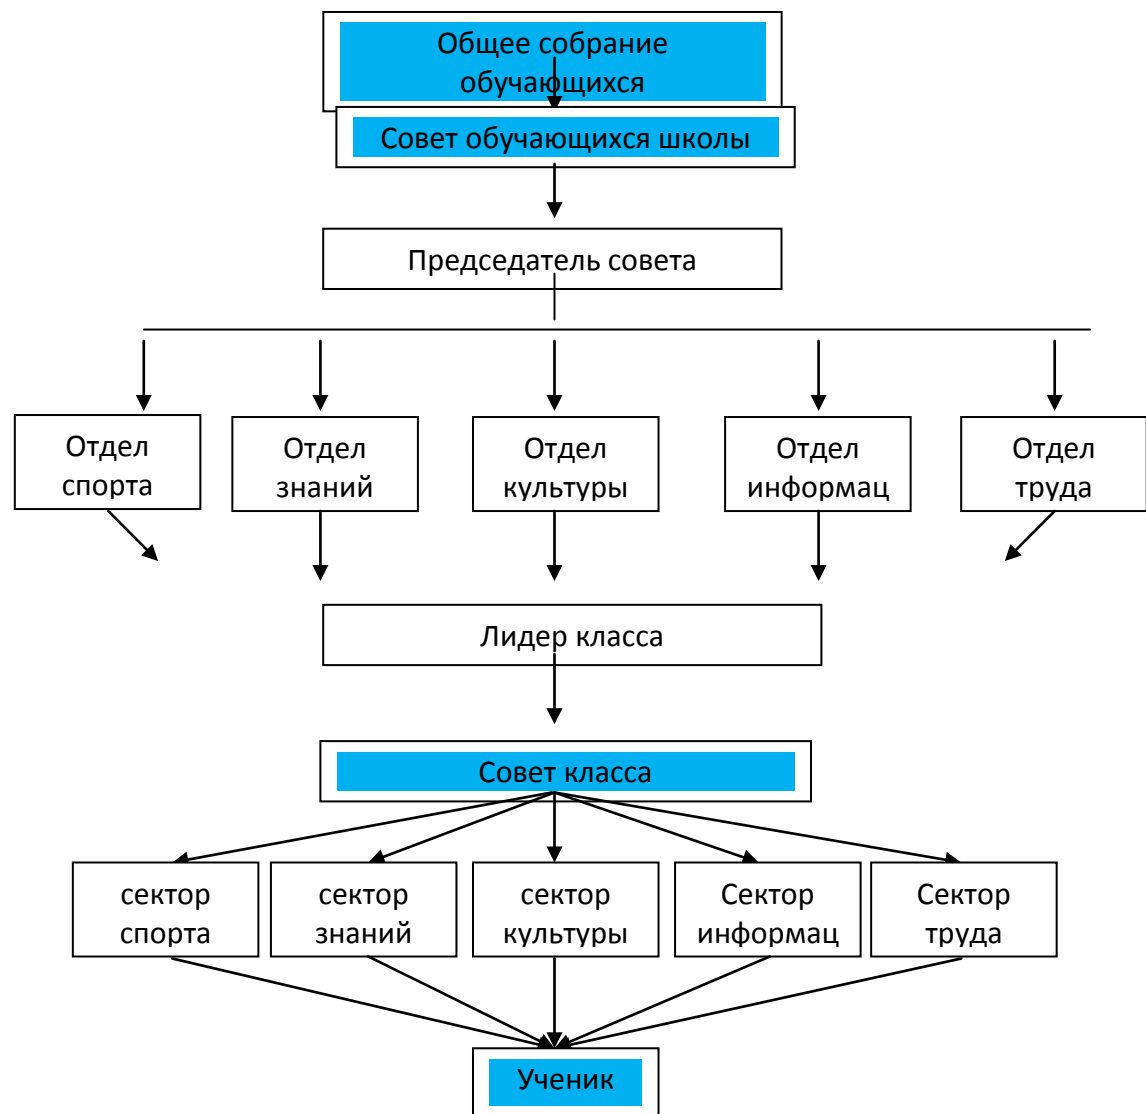 Общее собрание
обучающихся
Совет обучающихся школы
Председатель совета
Отдел
спорта
Отдел
знаний
Отдел
культуры
Отдел
информац
Отдел
труда
Лидер класса
Совет класса
сектор
спорта
сектор
знаний
сектор
культуры
Сектор
информац
Сектор
труда
Ученик